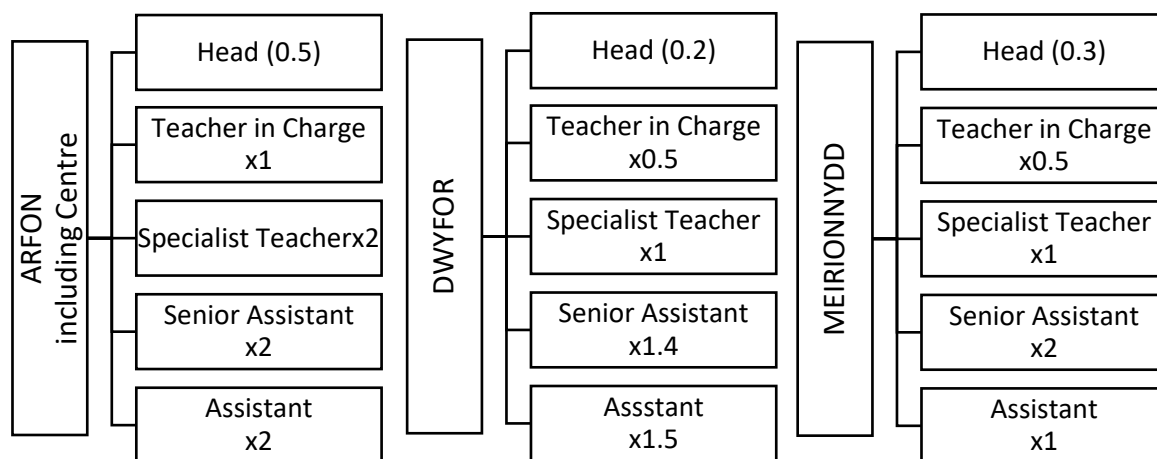 ARFON
including Centre
Head (0.5)
Teacher in Charge
x1
Specialist Teacherx2
Senior Assistant
x2
Assistant
x2
DWYFOR
Head (0.2)
Teacher in Charge
x0.5
Specialist Teacher
x1
Senior Assistant
x1.4
Assstant
x1.5
MEIRIONNYDD
Head (0.3)
Teacher in Charge
x0.5
Specialist Teacher
x1
Senior Assistant
x2
Assistant
x1